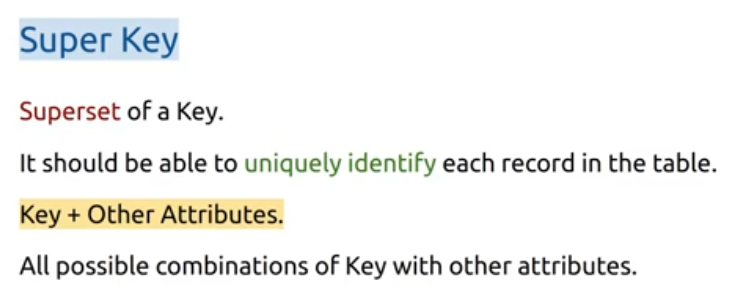 Super Key
Superset of a Key.
It should be able to uniquely identify each record in the table.
Key + Other Attributes.
All possible combinations of Key with other attributes.